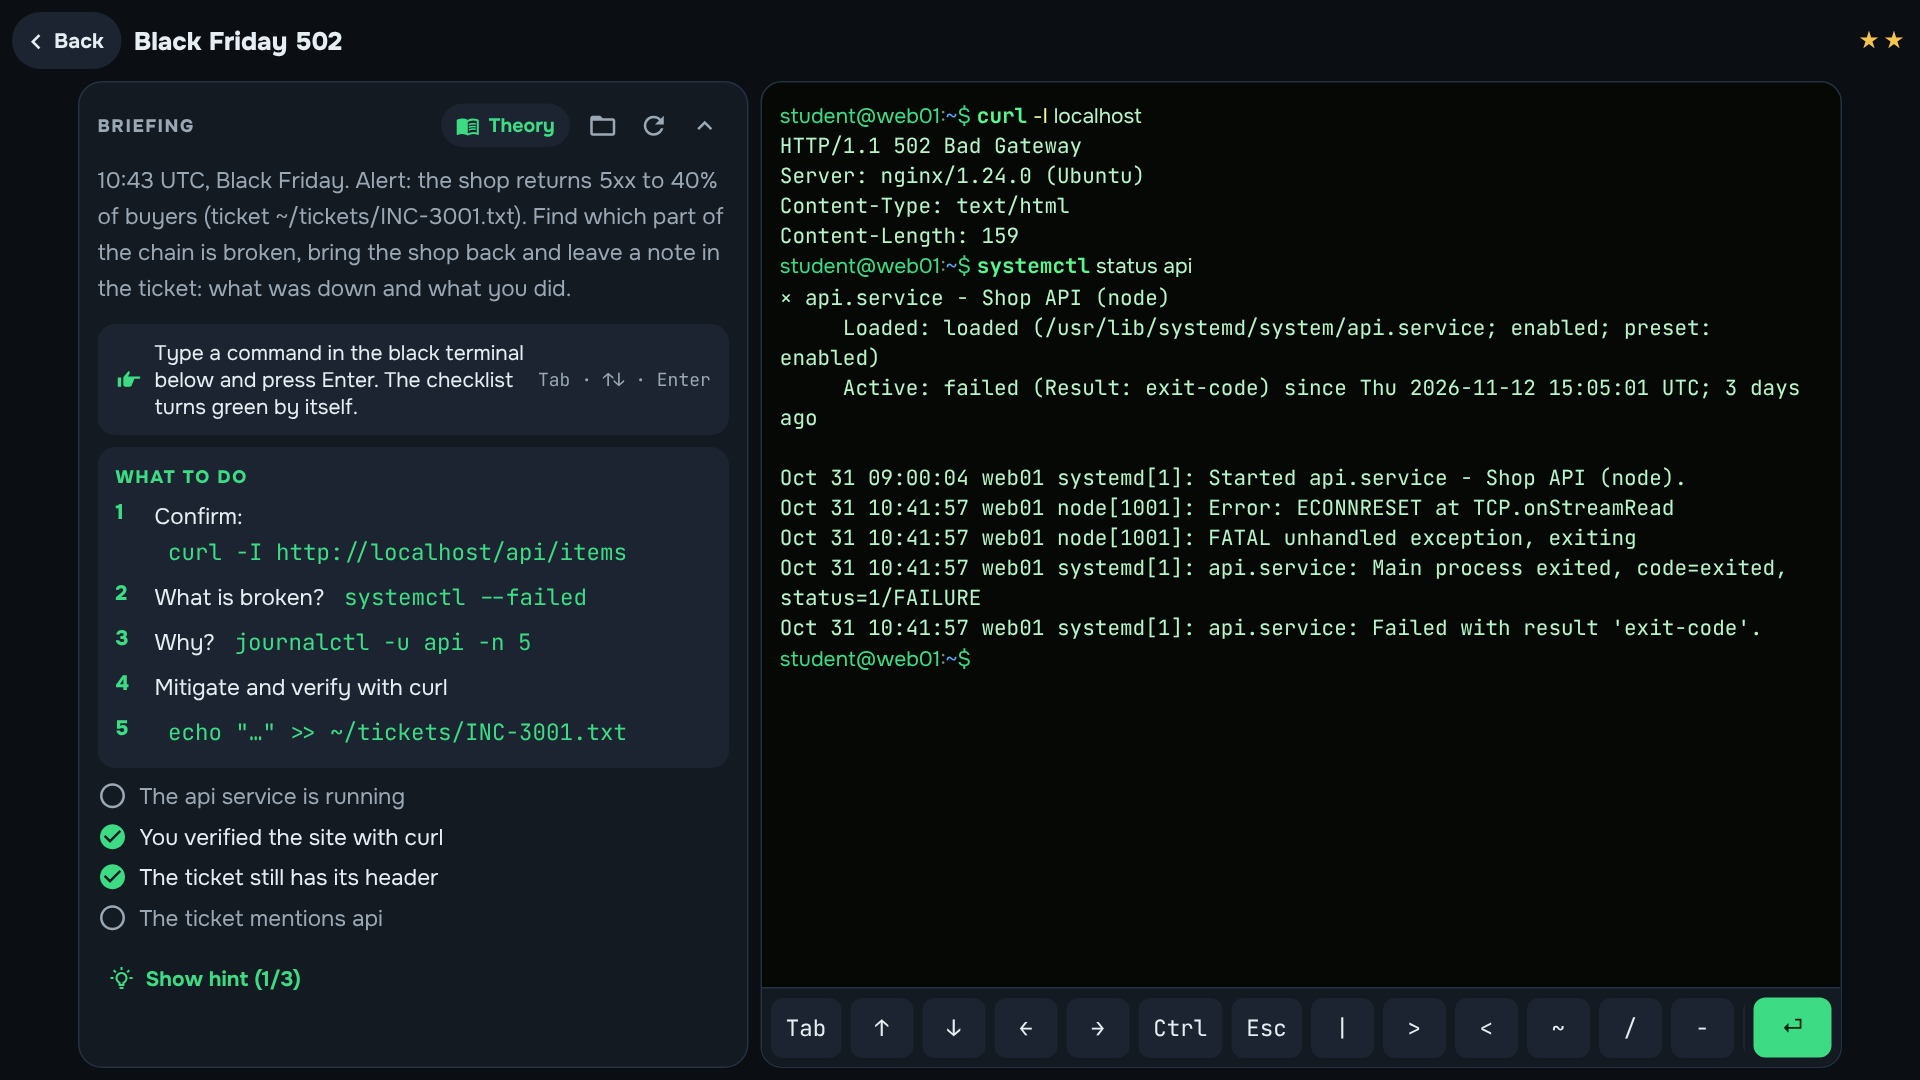 Back
Black Friday 502
BRIEFING
Theory
10:43 UTC, Black Friday. Alert: the shop returns 5xx to 40%
of buyers (ticket ~/tickets/INC-3001.txt). Find which part of
the chain is broken, bring the shop back and leave a note in
the ticket: what was down and what you did.
Type a command in the black terminal
below and press Enter. The checklist
turns green by itself.
Tab · ↑↓ · Enter
WHAT TO DO
1 Confirm:
curl -I http://localhost/api/items
2 What is broken? systemctl --failed
3 Why? journalctl -u api -n 5
4 Mitigate and verify with curl
5 echo "…" >> ~/tickets/INC-3001.txt
The api service is running
You verified the site with curl
The ticket still has its header
The ticket mentions api
Show hint (1/3)
student@web01:~$ curl -I localhost
HTTP/1.1 502 Bad Gateway
Server: nginx/1.24.0 (Ubuntu)
Content-Type: text/html
Content-Length: 159
student@web01:~$ systemctl status api
× api.service - Shop API (node)
Loaded: loaded (/usr/lib/systemd/system/api.service; enabled; preset:
enabled)
Active: failed (Result: exit-code) since Thu 2026-11-12 15:05:01 UTC; 3 days
ago
Oct 31 09:00:04 web01 systemd[1]: Started api.service - Shop API (node).
Oct 31 10:41:57 web01 node[1001]: Error: ECONNRESET at TCP.onStreamRead
Oct 31 10:41:57 web01 node[1001]: FATAL unhandled exception, exiting
Oct 31 10:41:57 web01 systemd[1]: api.service: Main process exited, code=exited,
status=1/FAILURE
Oct 31 10:41:57 web01 systemd[1]: api.service: Failed with result 'exit-code'.
student@web01:~$
Tab ↑ ↓ ← → Ctrl Esc | > < ~ / -